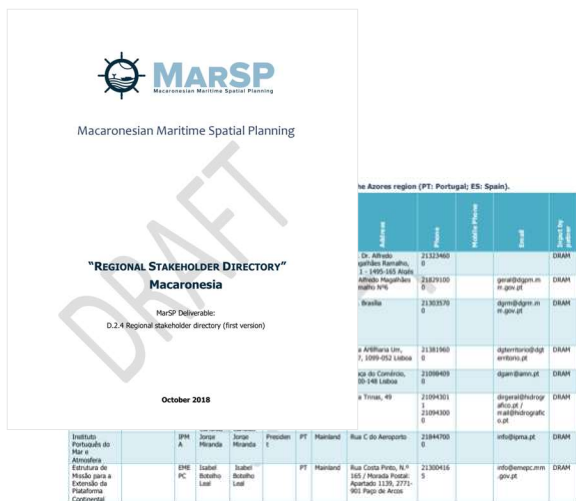 MARSP
Macaronesian Maritime Spatial Planning
Macaronesian Maritime Spatial Planning
DRAFT
"REGIONAL STAKEHOLDER DIRECTORY"
Macaronesia
MarSP Deliverable:
D.2.4 Regional stakeholder directory (first version)
October 2018
he Azores region (PT: Portugal; ES: Spain).
Address Phone Mobile Phone Email Input by partner
Dr. Alfredo
Ramalho,
1 - 1495-165 Algés
21323460
0
DRAM
Alfredo Magalhães
Nº6
21829100
0
geral@dgpm.m
m.gov.pt
DRAM
Brasília
21303570
0
dgrm@dgrm.m
m.gov.pt
DRAM
a Artilharia Um,
7, 1099-052 Lisboa
21381960
0
dgterritorio@dgt
erritorio.pt
DRAM
do Comércio,
00-148 Lisboa
21098409
0
dgam@amn.pt
DRAM
s Trinas, 49
21094301
1
21094300
0
dirgeral@hidrogr
afico.pt /
mail@hidrografic
o.pt
DRAM
Instituto
Português do
Mar e
Atmosfera
IPM
A
Jorge
Miranda
Jorge
Miranda
Presiden
t
PT
Mainland
Rua C do Aeroporto
21844700
0
info@ipma.pt
DRAM
Estrutura de
Missão para a
Extensão da
Plataforma
Continental
EME
PC
Isabel
Botelho
Leal
Isabel
Botelho
Leal
PT
Mainland
Rua Costa Pinto, N.º
165 / Morada Postal:
Apartado 1139, 2771-
901 Paço de Arcos
21300416
5
info@emepc.mm
.gov.pt
DRAM